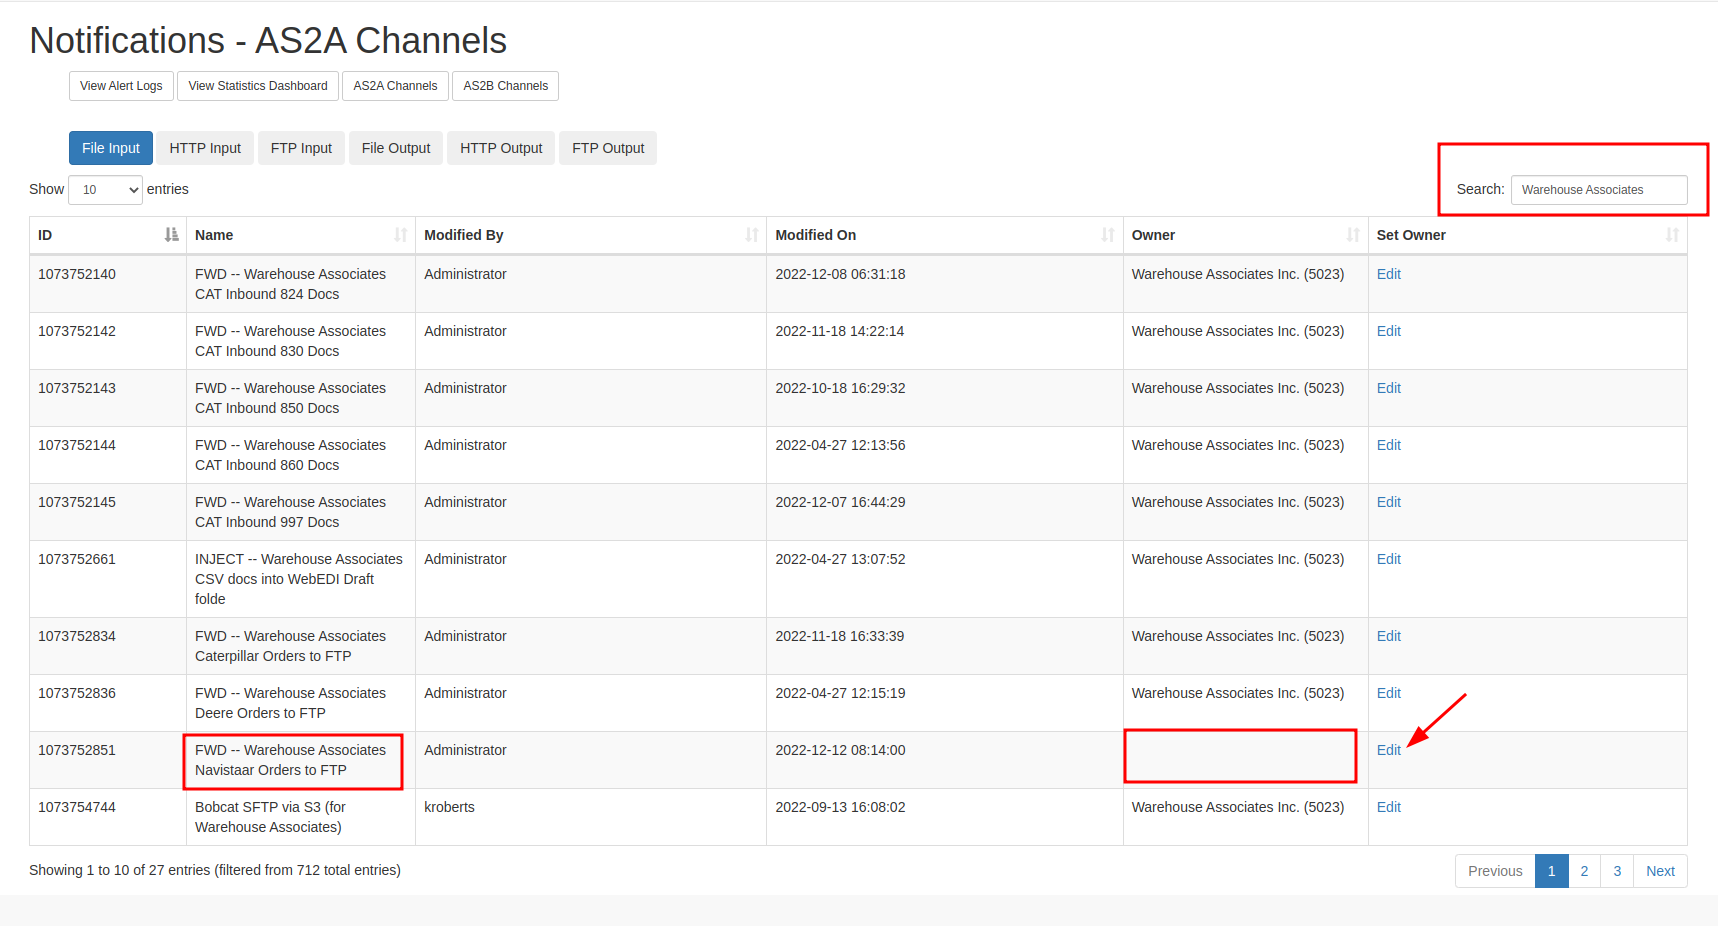 Notifications - AS2A Channels
View Alert Logs View Statistics Dashboard AS2A Channels AS2B Channels
File Input HTTP Input FTP Input File Output HTTP Output FTP Output
Show 10 entries Search: Warehouse Associates
ID Name Modified By Modified On Owner Set Owner
1073752140 FWD -- Warehouse Associates Administrator 2022-12-08 06:31:18 Warehouse Associates Inc. (5023) Edit
CAT Inbound 824 Docs
1073752142 FWD -- Warehouse Associates Administrator 2022-11-18 14:22:14 Warehouse Associates Inc. (5023) Edit
CAT Inbound 830 Docs
1073752143 FWD -- Warehouse Associates Administrator 2022-10-18 16:29:32 Warehouse Associates Inc. (5023) Edit
CAT Inbound 850 Docs
1073752144 FWD -- Warehouse Associates Administrator 2022-04-27 12:13:56 Warehouse Associates Inc. (5023) Edit
CAT Inbound 860 Docs
1073752145 FWD -- Warehouse Associates Administrator 2022-12-07 16:44:29 Warehouse Associates Inc. (5023) Edit
CAT Inbound 997 Docs
1073752661 INJECT -- Warehouse Associates Administrator 2022-04-27 13:07:52 Warehouse Associates Inc. (5023) Edit
CSV docs into WebEDI Draft
folde
1073752834 FWD -- Warehouse Associates Administrator 2022-11-18 16:33:39 Warehouse Associates Inc. (5023) Edit
Caterpillar Orders to FTP
1073752836 FWD -- Warehouse Associates Administrator 2022-04-27 12:15:19 Warehouse Associates Inc. (5023) Edit
Deere Orders to FTP
1073752851 FWD -- Warehouse Associates Administrator 2022-12-12 08:14:00 Edit
Navistaar Orders to FTP
1073754744 Bobcat SFTP via S3 (for kroberts 2022-09-13 16:08:02 Warehouse Associates Inc. (5023) Edit
Warehouse Associates)
Showing 1 to 10 of 27 entries (filtered from 712 total entries) Previous 1 2 3 Next